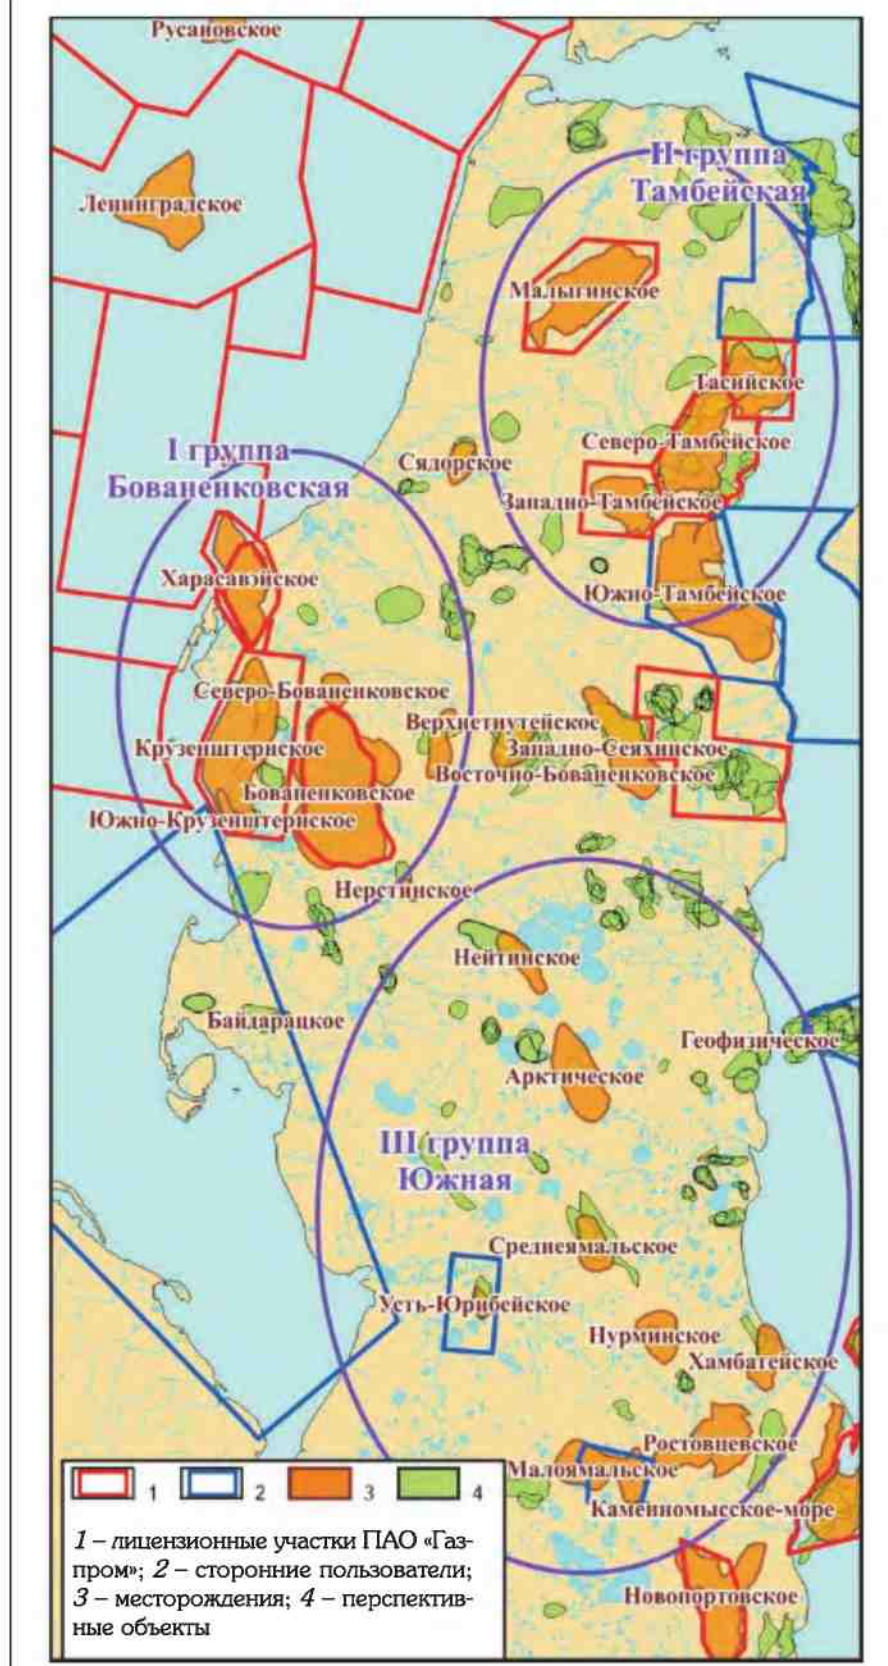 Русановское
II группа
Тамбейская
Ленинградское
Малыгинское
Тасийское
Северо-Тамбейское
I группа
Бованенковская
Сядорское
Западно-Тамбейское
Харасавэйское
Южно-Тамбейское
Северо-Бованенковское
Верхнетиутейское
Крузенштернское
Западно-Сеяхинское
Восточно-Бованенковское
Бованенковское
Южно-Крузенштернское
Нерстинское
Нейтинское
Байдарацкое
Геофизическое
Арктическое
III группа
Южная
Среднеямальское
Усть-Юрибейское
Нурминское
Хамбатейское
Ростовцевское
Малоямальское
Каменномысское-море
Новопортовское
1 2 3 4
1 – лицензионные участки ПАО «Газ-
пром»; 2 – сторонние пользователи;
3 – месторождения; 4 – перспектив-
ные объекты